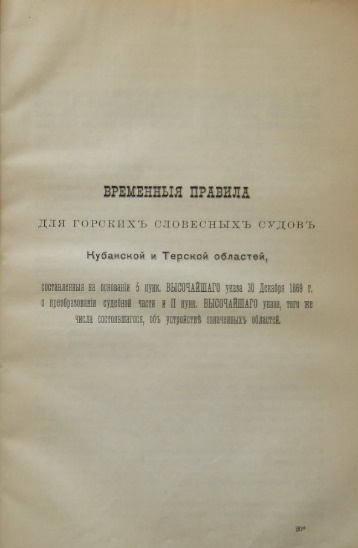 ВРЕМЕННЫЯ ПРАВИЛА
ДЛЯ ГОРСКИХЪ СЛОВЕСНЫХЪ СУДОВЪ
Кубанской и Терской областей,
составленныя на основаніи 5 пунк. ВЫСОЧАЙШАГО указа 30 Декабря 1869 г.
о преобразованіи судебной части и II пунк. ВЫСОЧАЙШАГО указа, того же
числа состоявшагося, объ устройствѣ означенныхъ областей.
20*